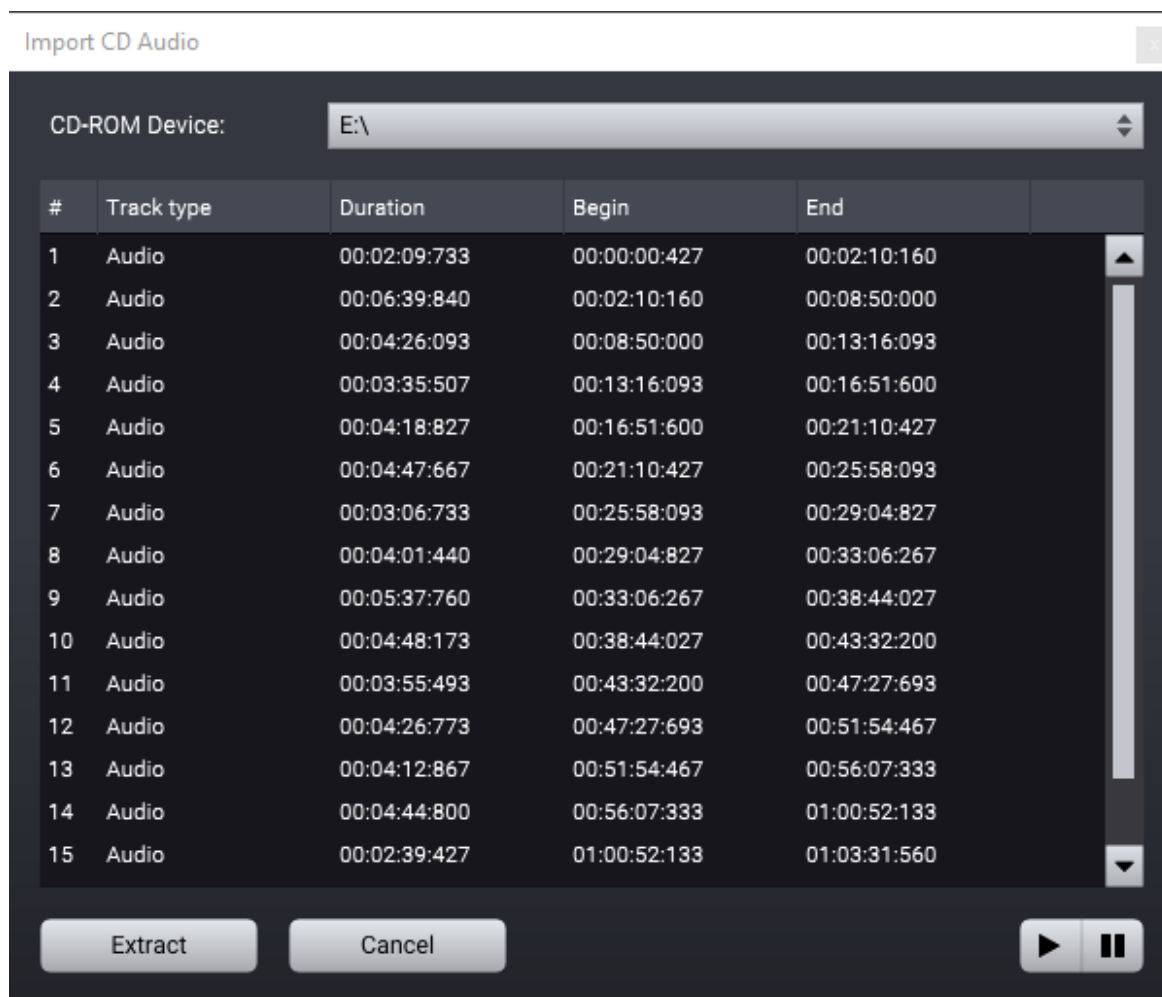 Import CD Audio
x
CD-ROM Device: E:\
# Track type Duration Begin End
1 Audio 00:02:09:733 00:00:00:427 00:02:10:160
2 Audio 00:06:39:840 00:02:10:160 00:08:50:000
3 Audio 00:04:26:093 00:08:50:000 00:13:16:093
4 Audio 00:03:35:507 00:13:16:093 00:16:51:600
5 Audio 00:04:18:827 00:16:51:600 00:21:10:427
6 Audio 00:04:47:667 00:21:10:427 00:25:58:093
7 Audio 00:03:06:733 00:25:58:093 00:29:04:827
8 Audio 00:04:01:440 00:29:04:827 00:33:06:267
9 Audio 00:05:37:760 00:33:06:267 00:38:44:027
10 Audio 00:04:48:173 00:38:44:027 00:43:32:200
11 Audio 00:03:55:493 00:43:32:200 00:47:27:693
12 Audio 00:04:26:773 00:47:27:693 00:51:54:467
13 Audio 00:04:12:867 00:51:54:467 00:56:07:333
14 Audio 00:04:44:800 00:56:07:333 01:00:52:133
15 Audio 00:02:39:427 01:00:52:133 01:03:31:560
Extract Cancel